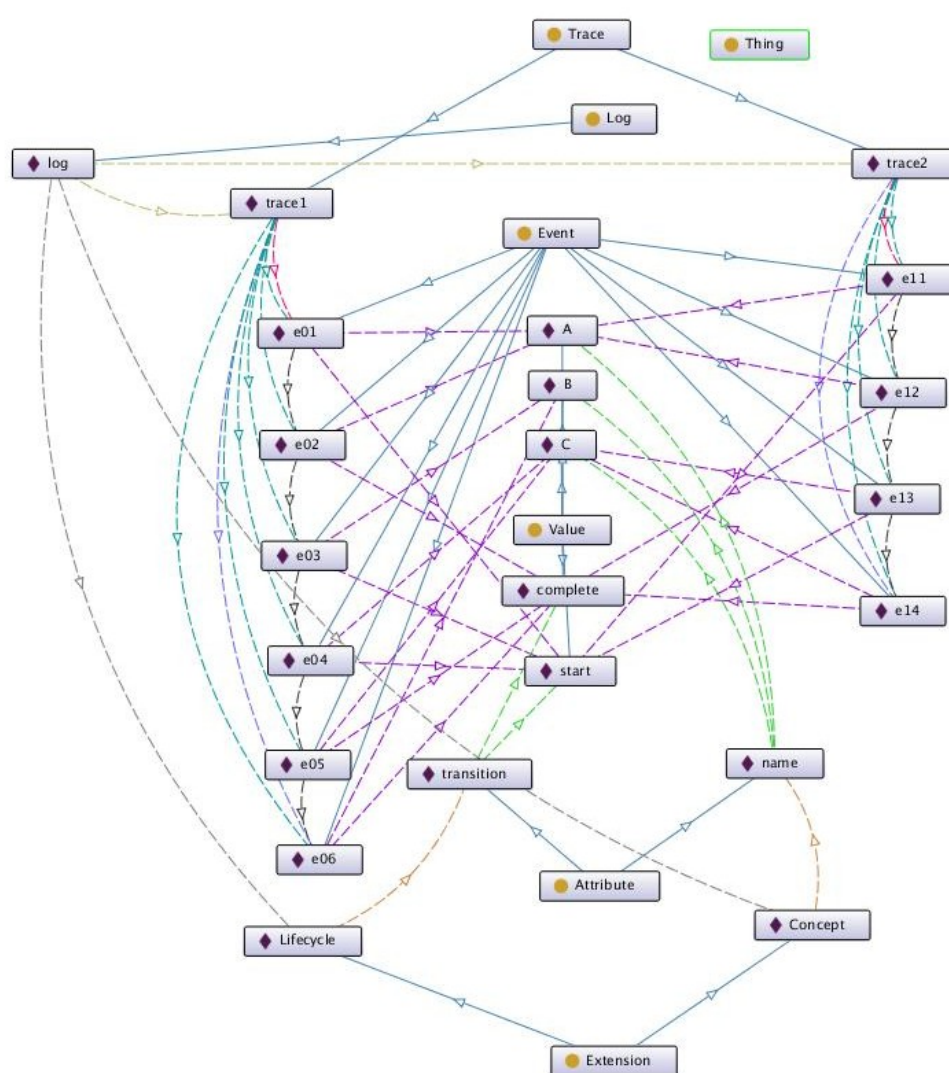 Trace
Thing
Log
log
trace2
trace1
Event
e11
e01
A
B
e12
e02
C
e13
Value
e03
complete
e14
e04
start
e05
transition
name
e06
Attribute
Concept
Lifecycle
Extension